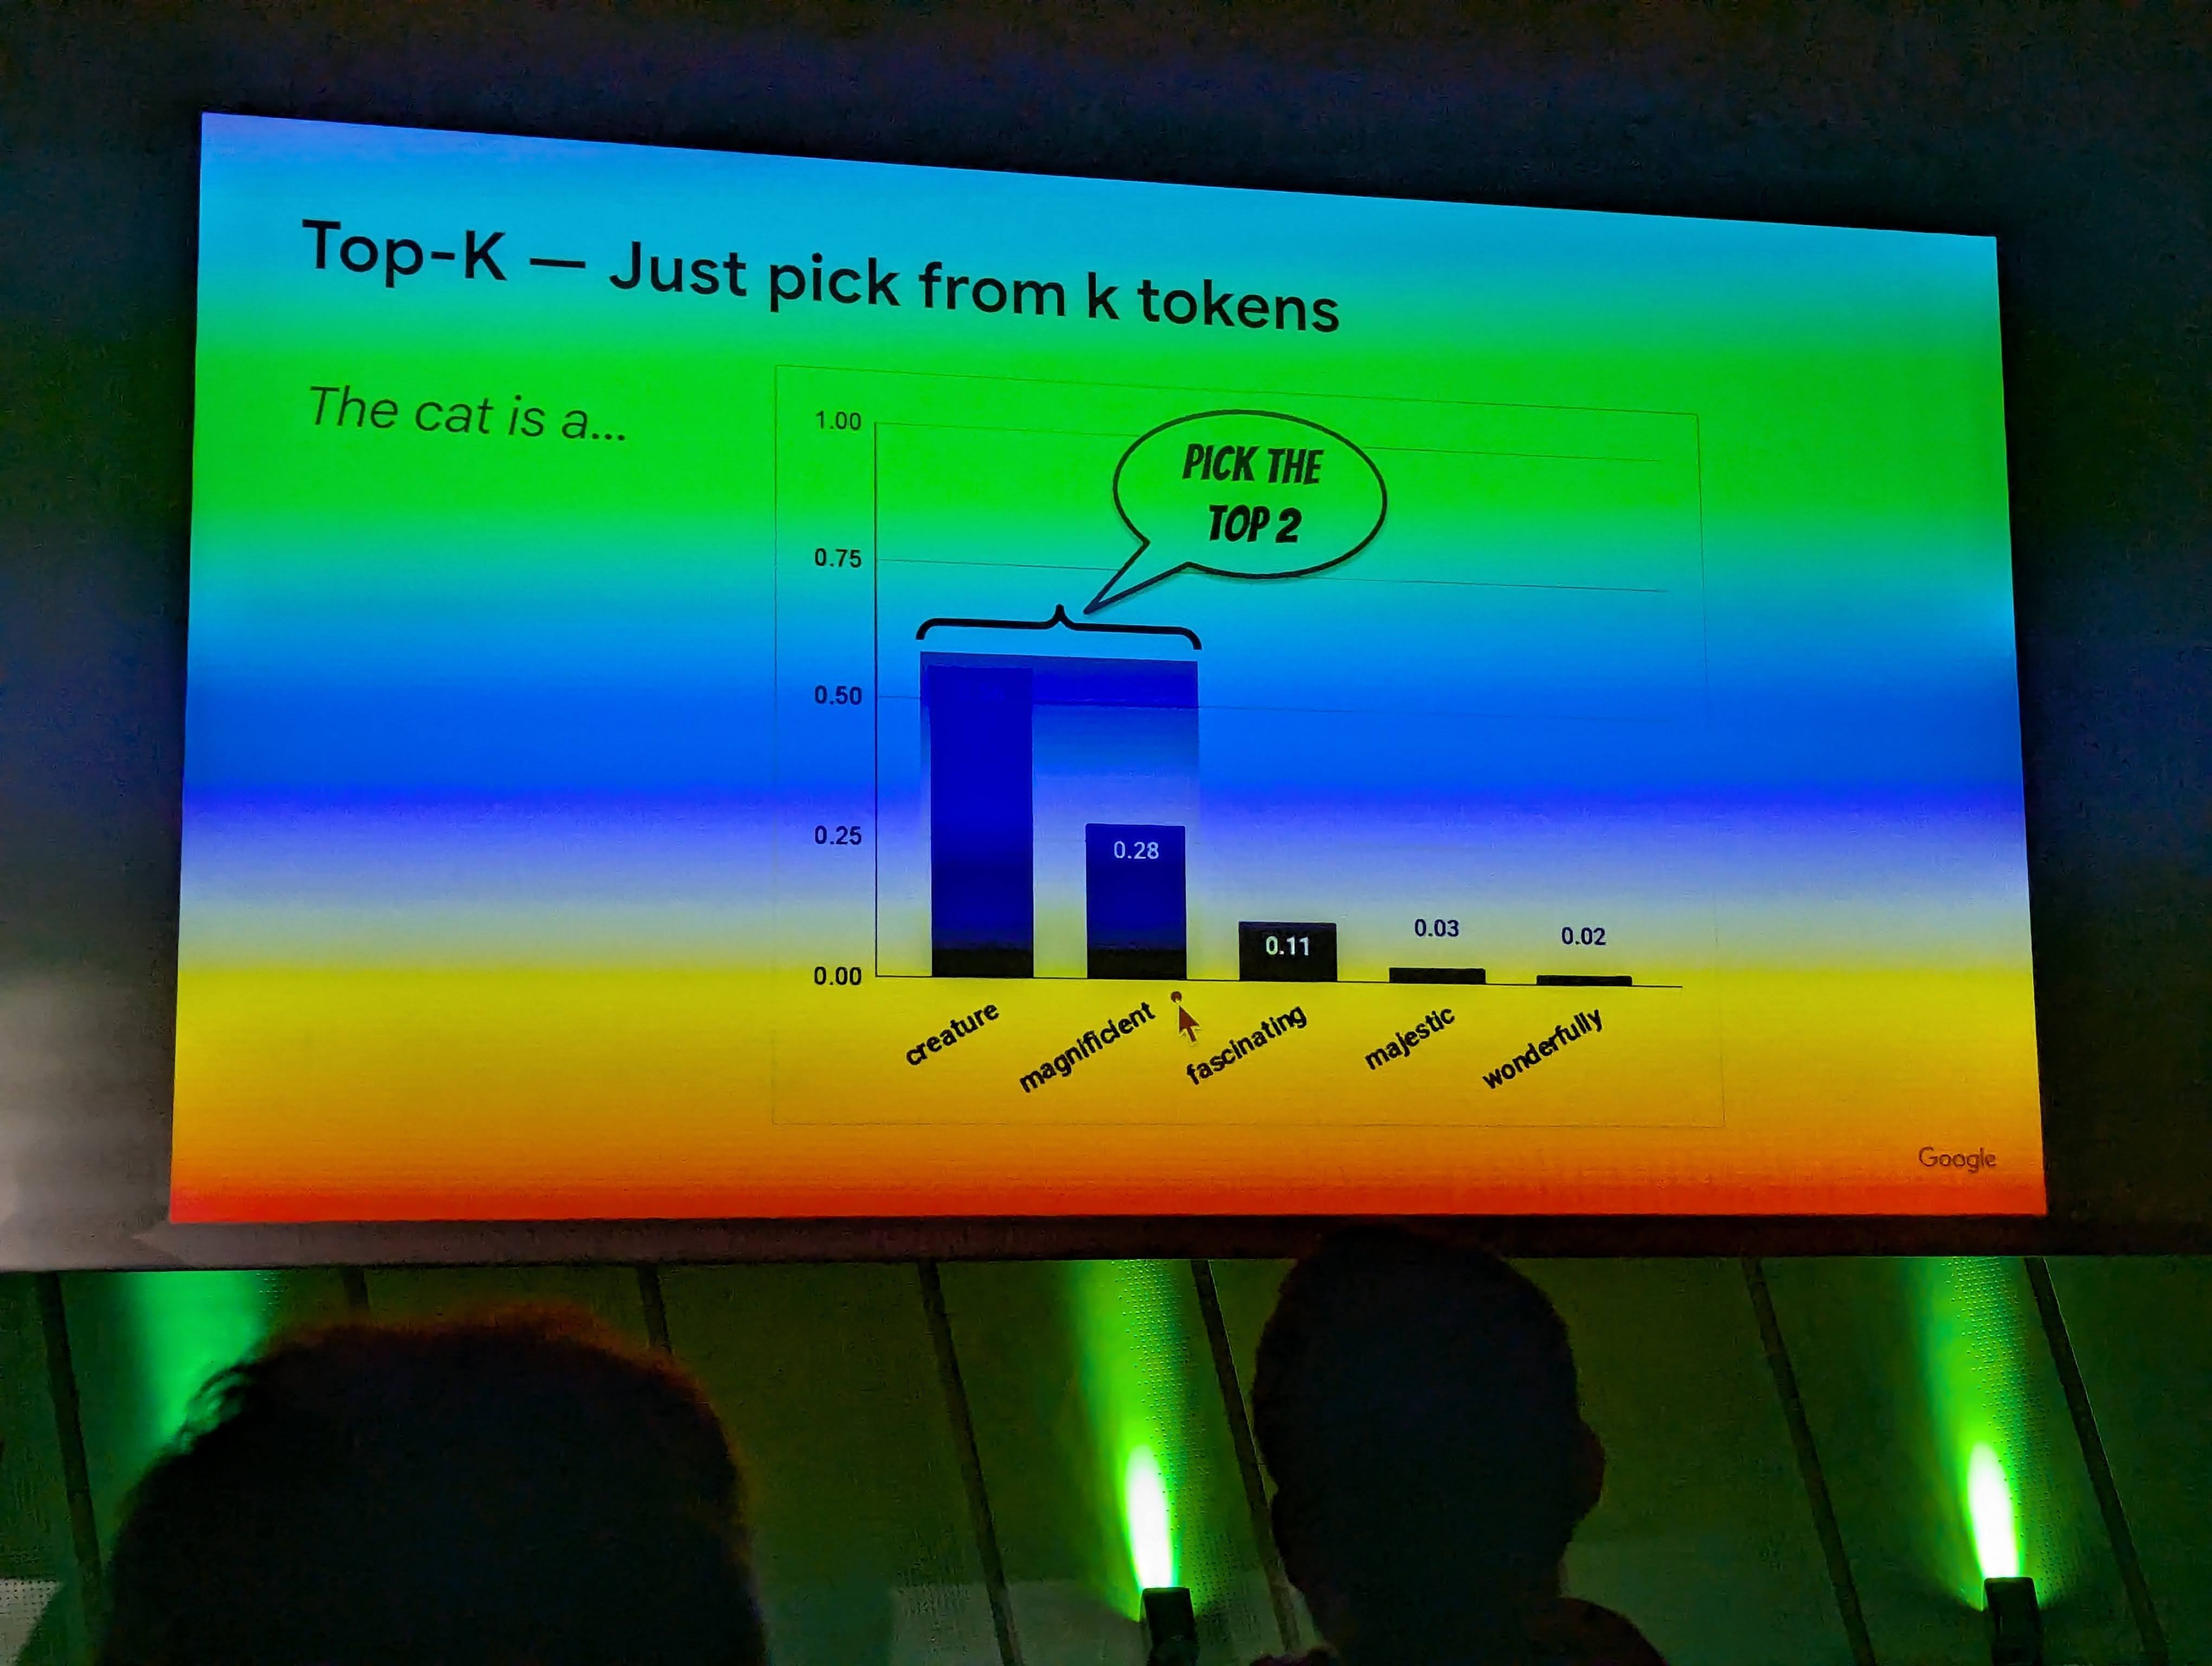 Top-K — Just pick from k tokens
The cat is a...
PICK THE
TOP 2
1.00
0.75
0.50
0.25
0.00
0.28
0.11
0.03
0.02
creature
magnificient
fascinating
majestic
wonderfully
Google